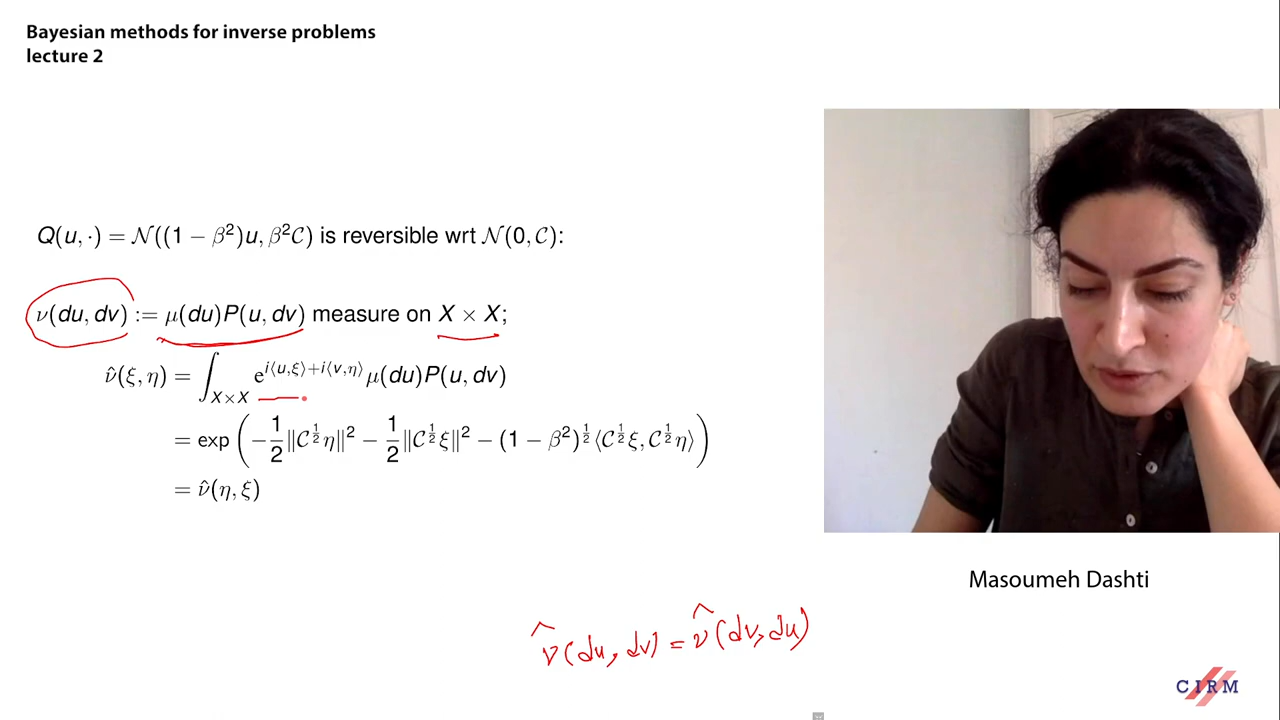 Bayesian methods for inverse problems
lecture 2
Q(u, ·) = 𝒩((1 − β²)u, β²𝒞) is reversible wrt 𝒩(0, 𝒞):
ν(du, dv) := μ(du)P(u, dv) measure on X × X;
ν̂(ξ, η) = ∫_{X×X} e^{i⟨u,ξ⟩+i⟨v,η⟩} μ(du)P(u, dv)
= exp(−1/2‖𝒞^{1/2}η‖² − 1/2‖𝒞^{1/2}ξ‖² − (1 − β²)^{1/2}⟨𝒞^{1/2}ξ, 𝒞^{1/2}η⟩)
= ν̂(η, ξ)
Masoumeh Dashti
ν̂(du, dv) = ν̂(dv, du)
CIRM